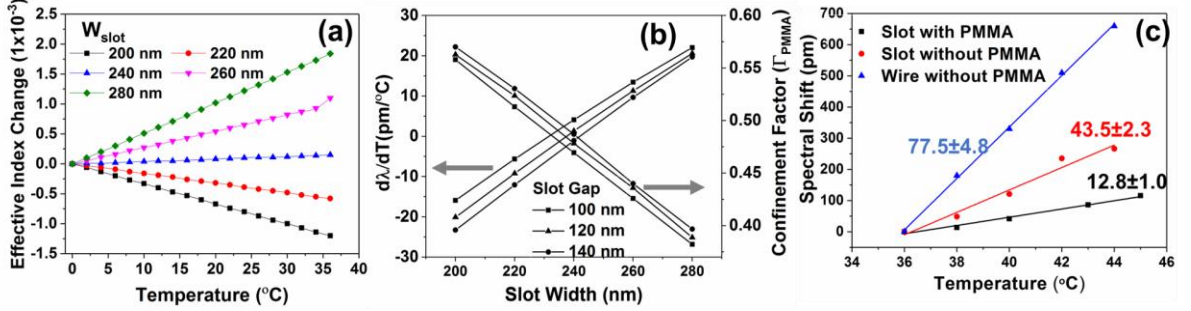 (a)
W_slot
200 nm 220 nm
240 nm 260 nm
280 nm
Effective Index Change (1x10⁻³)
2.0
1.5
1.0
0.5
0.0
-0.5
-1.0
-1.5
0 5 10 15 20 25 30 35 40
Temperature (°C)
(b)
dλ/dT(pm/°C)
30
20
10
0
-10
-20
-30
Slot Gap
100 nm
120 nm
140 nm
200 220 240 260 280
Slot Width (nm)
0.60
0.55
0.50
0.45
0.40
Confinement Factor (Γ_PMMA)
(c)
Slot with PMMA
Slot without PMMA
Wire without PMMA
77.5±4.8
43.5±2.3
12.8±1.0
Spectral Shift (pm)
700
600
500
400
300
200
100
0
34 36 38 40 42 44 46
Temperature (°C)